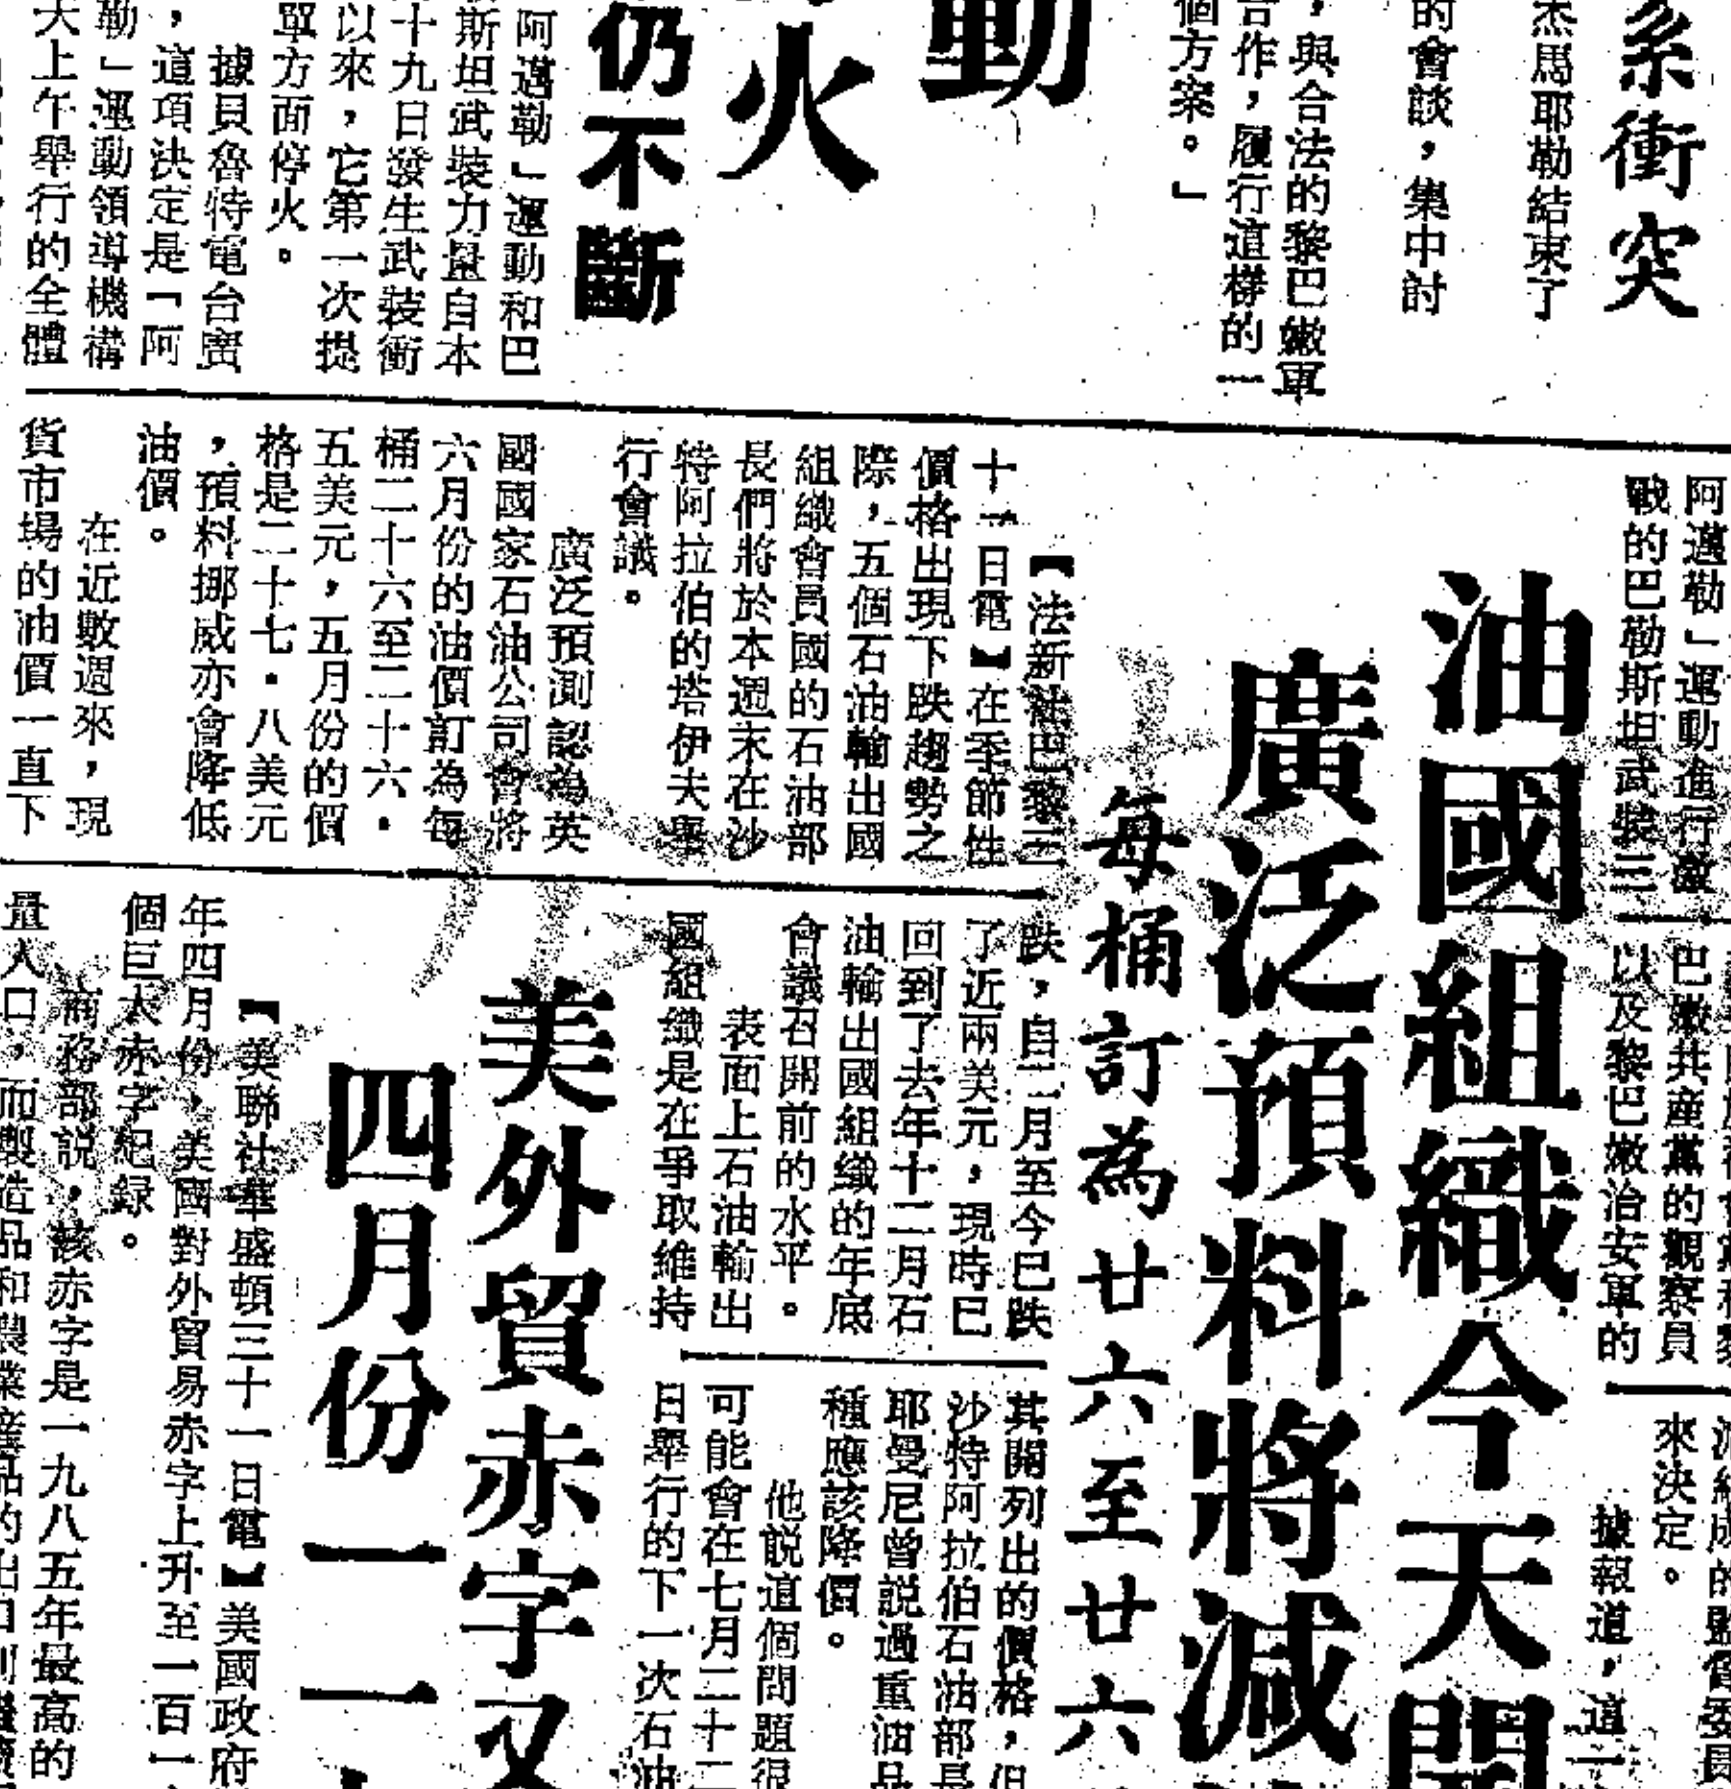 系衝突
杰馬耶勒結束了
的會談，集中討
，與合法的黎巴嫩軍
合作，履行這樣的一
個方案。」
動
火
仍不斷
阿邁勒」運動和巴
斯坦武裝力量自本
十九日發生武裝衝
以來，它第一次提
單方面停火。
據貝魯特電台廣
，這項決定是「阿
勒」運動領導機構
天上午舉行的全體
阿邁勒」運動進行激
戰的巴勒斯坦武裝三
巴嫩共產黨的觀察員
以及黎巴嫩治安軍的
來決定。
據報道，這一
油國組織今天開
廣泛預料將減
每桶訂為廿六至廿六
【法新社巴黎三
十一日電】在季節性
價格出現下跌趨勢之
際，五個石油輸出國
組織會員國的石油部
長們將於本週末在沙
特阿拉伯的塔伊夫舉
行會議。
廣泛預測認為英
國國家石油公司會將
六月份的油價訂為每
桶二十六至二十六．
五美元，五月份的價
格是二十七．八美元
，預料挪威亦會降低
油價。
在近數週來，現
貨市場的油價一直下
跌，自二月至今已跌
了近兩美元，現時已
回到了去年十二月石
油輸出國組織的年底
會議召開前的水平。
表面上石油輸出
國組織是在爭取維持
其開列出的價格，但
沙特阿拉伯石油部長
耶曼尼曾說過重油品
種應該降價。
他說這個問題很
可能會在七月二十二
日舉行的下一次石油
美外貿赤字又
四月份一一
【美聯社華盛頓三十一日電】美國政府
年四月份，美國對外貿易赤字上升至一百一
個巨大赤字紀録。
商務部説，該赤字是一九八五年最高的
量入口，而製造品和農業產品的出口則